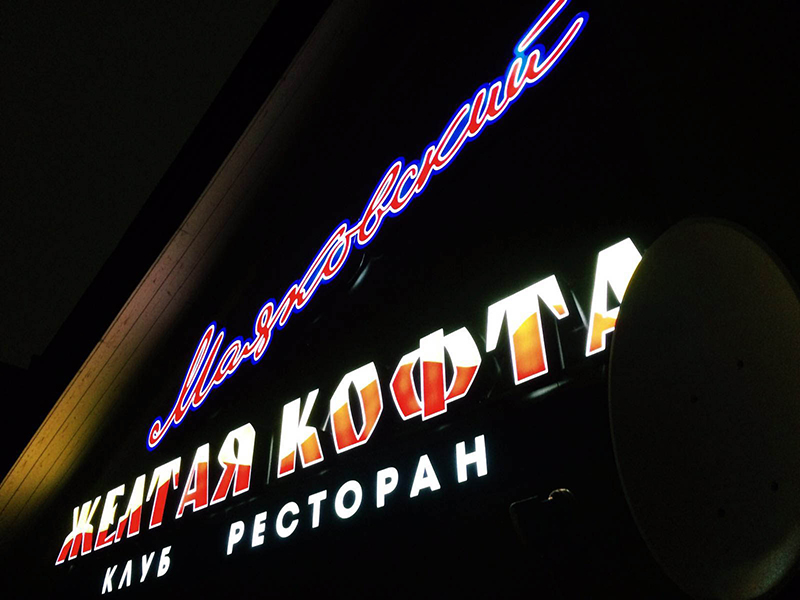 Маяковский
ЖЕЛТАЯ КОФТА
КЛУБ РЕСТОРАН